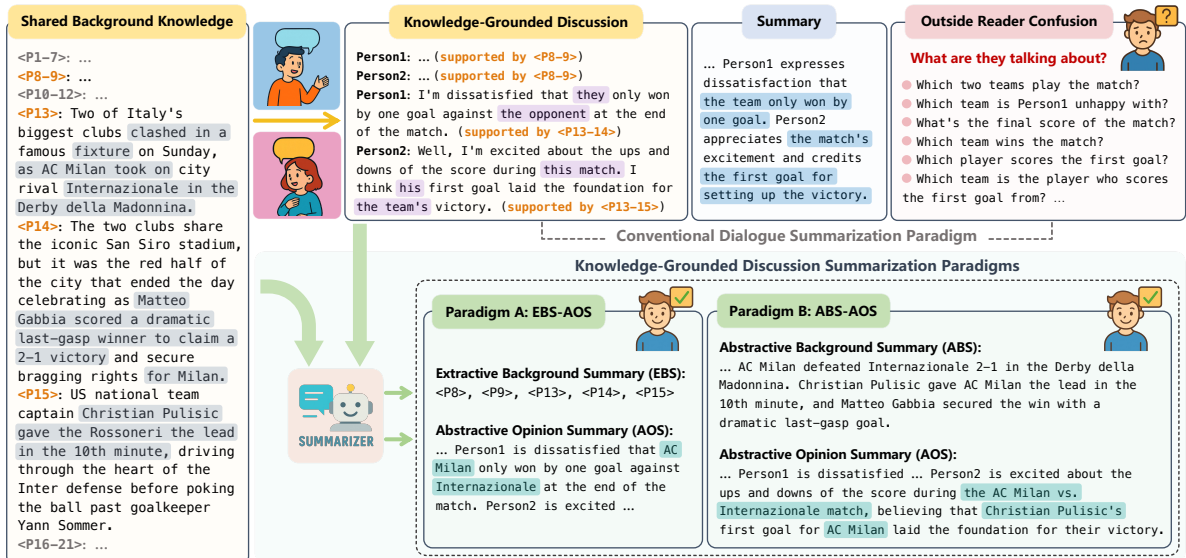 Shared Background Knowledge
<P1-7>: ...
<P8-9>: ...
<P10-12>: ...
<P13>: Two of Italy's
biggest clubs clashed in a
famous fixture on Sunday,
as AC Milan took on city
rival Internazionale in the
Derby della Madonnina.
<P14>: The two clubs share
the iconic San Siro stadium,
but it was the red half of
the city that ended the day
celebrating as Matteo
Gabbia scored a dramatic
last-gasp winner to claim a
2-1 victory and secure
bragging rights for Milan.
<P15>: US national team
captain Christian Pulisic
gave the Rossoneri the lead
in the 10th minute, driving
through the heart of the
Inter defense before poking
the ball past goalkeeper
Yann Sommer.
<P16-21>: ...
Knowledge-Grounded Discussion
Person1: ... (supported by <P8-9>)
Person2: ... (supported by <P8-9>)
Person1: I'm dissatisfied that they only won
by one goal against the opponent at the end
of the match. (supported by <P13-14>)
Person2: Well, I'm excited about the ups and
downs of the score during this match. I
think his first goal laid the foundation for
the team's victory. (supported by <P13-15>)
Summary
... Person1 expresses
dissatisfaction that
the team only won by
one goal. Person2
appreciates the match's
excitement and credits
the first goal for
setting up the victory.
Outside Reader Confusion
?
What are they talking about?
Which two teams play the match?
Which team is Person1 unhappy with?
What's the final score of the match?
Which team wins the match?
Which player scores the first goal?
Which team is the player who scores
the first goal from? ...
Conventional Dialogue Summarization Paradigm
Knowledge-Grounded Discussion Summarization Paradigms
SUMMARIZER
Paradigm A: EBS-AOS
Extractive Background Summary (EBS):
<P8>, <P9>, <P13>, <P14>, <P15>
Abstractive Opinion Summary (AOS):
... Person1 is dissatisfied that AC
Milan only won by one goal against
Internazionale at the end of the
match. Person2 is excited ...
Paradigm B: ABS-AOS
Abstractive Background Summary (ABS):
... AC Milan defeated Internazionale 2-1 in the Derby della
Madonnina. Christian Pulisic gave AC Milan the lead in the
10th minute, and Matteo Gabbia secured the win with a
dramatic last-gasp goal.
Abstractive Opinion Summary (AOS):
... Person1 is dissatisfied ... Person2 is excited about the
ups and downs of the score during the AC Milan vs.
Internazionale match, believing that Christian Pulisic's
first goal for AC Milan laid the foundation for their victory.